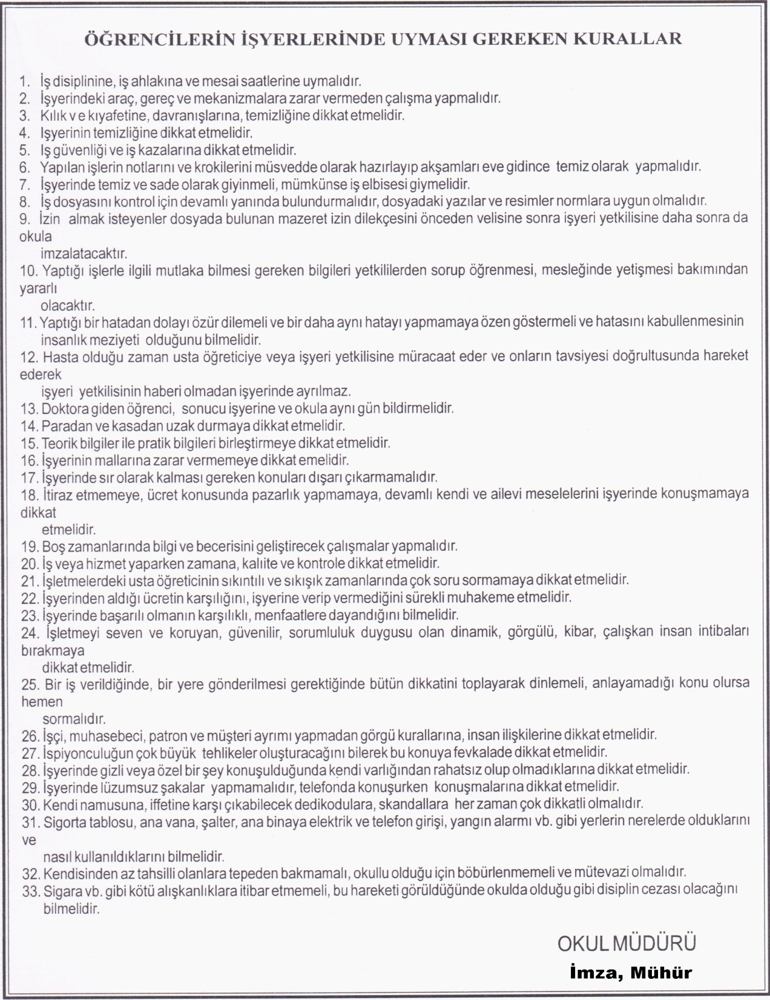 ÖĞRENCİLERİN İŞYERLERİNDE UYMASI GEREKEN KURALLAR
1. İş disiplinine, iş ahlakına ve mesai saatlerine uymalıdır.
2. İşyerindeki araç, gereç ve mekanizmalara zarar vermeden çalışma yapmalıdır.
3. Kılık ve kıyafetine, davranışlarına, temizliğine dikkat etmelidir.
4. Işyerinin temizliğine dikkat etmelidir.
5. Iş güvenliği ve iş kazalarına dikkat etmelidir.
6. Yapılan işlerin notlarını ve krokilerini müsvedde olarak hazırlayıp akşamları eve gidince temiz olarak yapmalıdır.
7. İşyerinde temiz ve sade olarak giyinmeli, mümkünse iş elbisesi giymelidir.
8. İş dosyasını kontrol için devamlı yanında bulundurmalıdır, dosyadaki yazılar ve resimler normlara uygun olmalıdır.
9. İzin almak isteyenler dosyada bulunan mazeret izin dilekçesini önceden velisine sonra işyeri yetkilisine daha sonra da
okula
imzalatacaktır.
10. Yaptığı işlerle ilgili mutlaka bilmesi gereken bilgileri yetkililerden sorup öğrenmesi, mesleğinde yetişmesi bakımından
yararlı
olacaktır.
11. Yaptığı bir hatadan dolayı özür dilemeli ve bir daha aynı hatayı yapmamaya özen göstermeli ve hatasını kabullenmesinin
insanlık meziyeti olduğunu bilmelidir.
12. Hasta olduğu zaman usta öğreticiye veya işyeri yetkilisine müracaat eder ve onların tavsiyesi doğrultusunda hareket
ederek
işyeri yetkilisinin haberi olmadan işyerinde ayrılmaz.
13. Doktora giden öğrenci, sonucu işyerine ve okula aynı gün bildirmelidir.
14. Paradan ve kasadan uzak durmaya dikkat etmelidir.
15. Teorik bilgiler ile pratik bilgileri birleştirmeye dikkat etmelidir.
16. İşyerinin mallarına zarar vermemeye dikkat emelidir.
17. İşyerinde sır olarak kalması gereken konuları dışarı çıkarmamalıdır.
18. İtiraz etmemeye, ücret konusunda pazarlık yapmamaya, devamlı kendi ve ailevi meselelerini işyerinde konuşmamaya
dikkat
etmelidir.
19. Boş zamanlarında bilgi ve becerisini geliştirecek çalışmalar yapmalıdır.
20. İş veya hizmet yaparken zamana, kaliite ve kontrole dikkat etmelidir.
21. İşletmelerdeki usta öğreticinin sıkıntılı ve sıkışık zamanlarında çok soru sormamaya dikkat etmelidir.
22. İşyerinden aldığı ücretin karşılığını, işyerine verip vermediğini sürekli muhakeme etmelidir.
23. İşyerinde başarılı olmanın karşılıklı, menfaatlere dayandığını bilmelidir.
24. İşletmeyi seven ve koruyan, güvenilir, sorumluluk duygusu olan dinamik, görgülü, kibar, çalışkan insan intibaları
bırakmaya
dikkat etmelidir.
25. Bir iş verildiğinde, bir yere gönderilmesi gerektiğinde bütün dikkatini toplayarak dinlemeli, anlayamadığı konu olursa
hemen
sormalıdır.
26. İşçi, muhasebeci, patron ve müşteri ayrımı yapmadan görgü kurallarına, insan ilişkilerine dikkat etmelidir.
27. İspiyonculuğun çok büyük tehlikeler oluşturacağını bilerek bu konuya fevkalade dikkat etmelidir.
28. İşyerinde gizli veya özel bir şey konuşulduğunda kendi varlığından rahatsız olup olmadıklarına dikkat etmelidir.
29. İşyerinde lüzumsuz şakalar yapmamalıdır, telefonda konuşurken konuşmalarına dikkat etmelidir.
30. Kendi namusuna, iffetine karşı çıkabilecek dedikodulara, skandallara her zaman çok dikkatli olmalıdır.
31. Sigorta tablosu, ana vana, şalter, ana binaya elektrik ve telefon girişi, yangın alarmı vb. gibi yerlerin nerelerde olduklarını
ve
nasıl kullanıldıklarını bilmelidir.
32. Kendisinden az tahsilli olanlara tepeden bakmamalı, okullu olduğu için böbürlenmemeli ve mütevazi olmalıdır.
33. Sigara vb. gibi kötü alışkanlıklara itibar etmemeli, bu hareketi görüldüğünde okulda olduğu gibi disiplin cezası olacağını
bilmelidir.
OKUL MÜDÜRÜ
İmza, Mühür